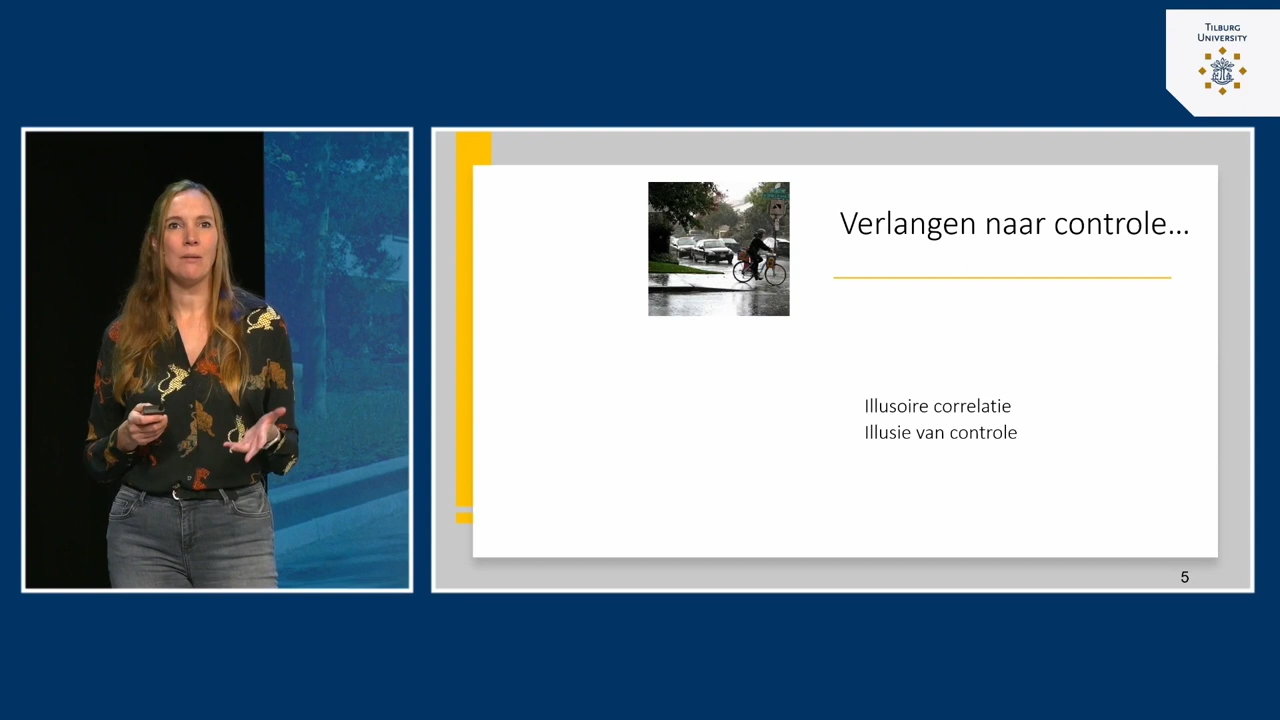 TILBURG
UNIVERSITY
Verlangen naar controle...
Illusoire correlatie
Illusie van controle
5